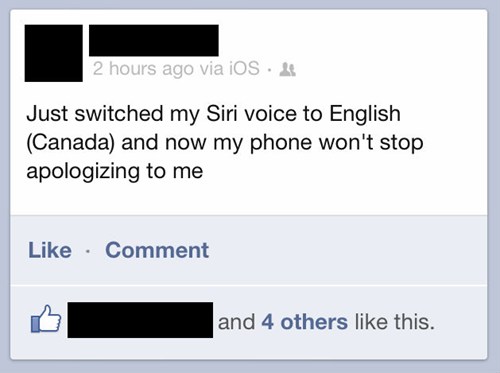 2 hours ago via iOS ·
Just switched my Siri voice to English
(Canada) and now my phone won't stop
apologizing to me
Like · Comment
and 4 others like this.